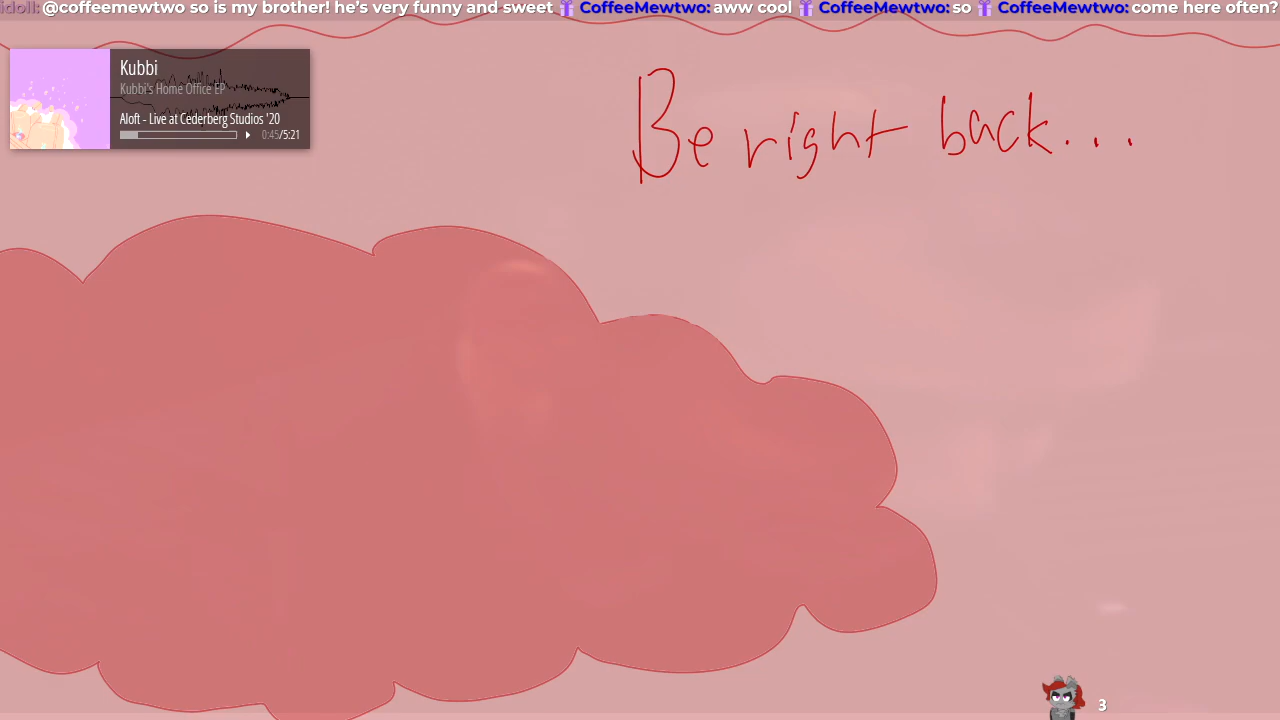 idoll: @coffeemewtwo so is my brother! he's very funny and sweet CoffeeMewtwo: aww cool CoffeeMewtwo: so CoffeeMewtwo: come here often?
Kubbi
Kubbi's Home Office EP
Aloft - Live at Cederberg Studios '20
0:45/5:21
Be right back...
3